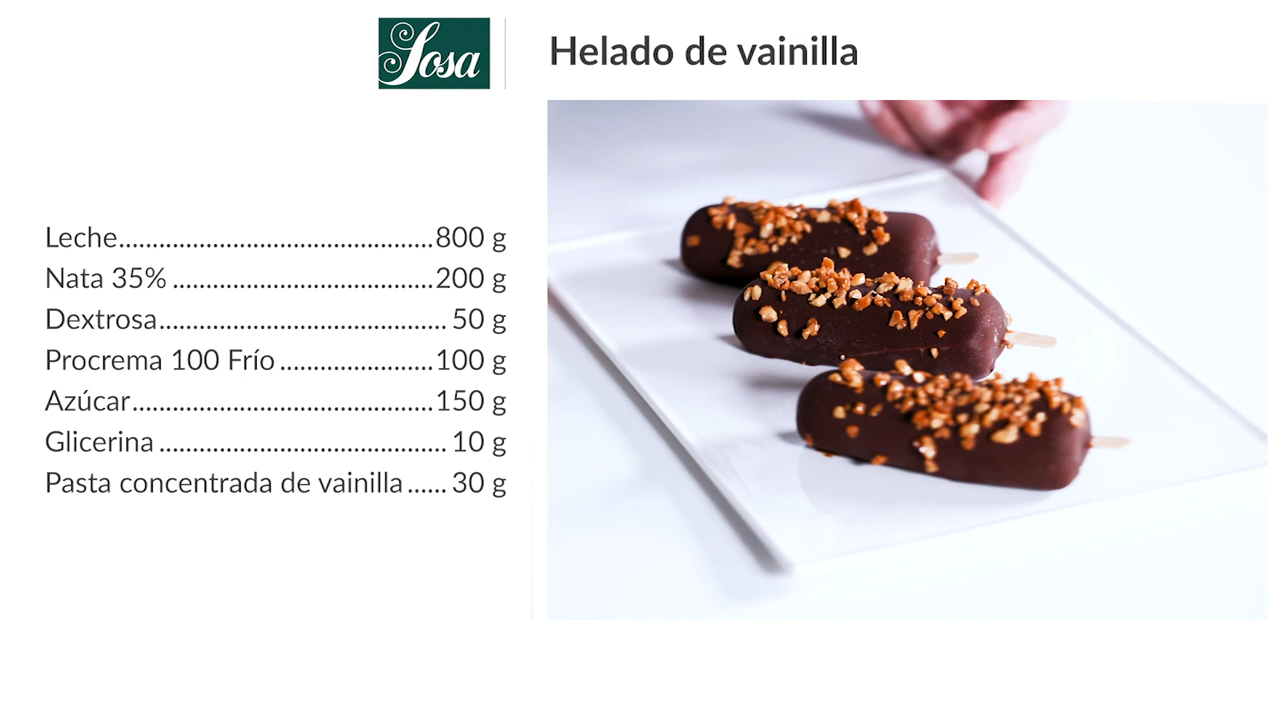 Sosa
Helado de vainilla
Leche..............................................800 g
Nata 35% .......................................200 g
Dextrosa.......................................... 50 g
Procrema 100 Frío .......................100 g
Azúcar............................................150 g
Glicerina .......................................... 10 g
Pasta concentrada de vainilla ...... 30 g